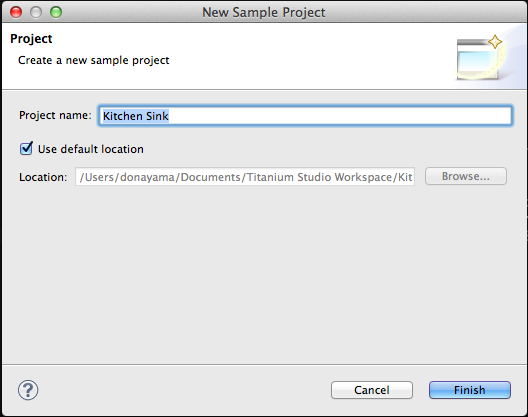 New Sample Project
Project
Create a new sample project
Project name: Kitchen Sink
Use default location
Location: /Users/donayama/Documents/Titanium Studio Workspace/Kit Browse...
? Cancel Finish